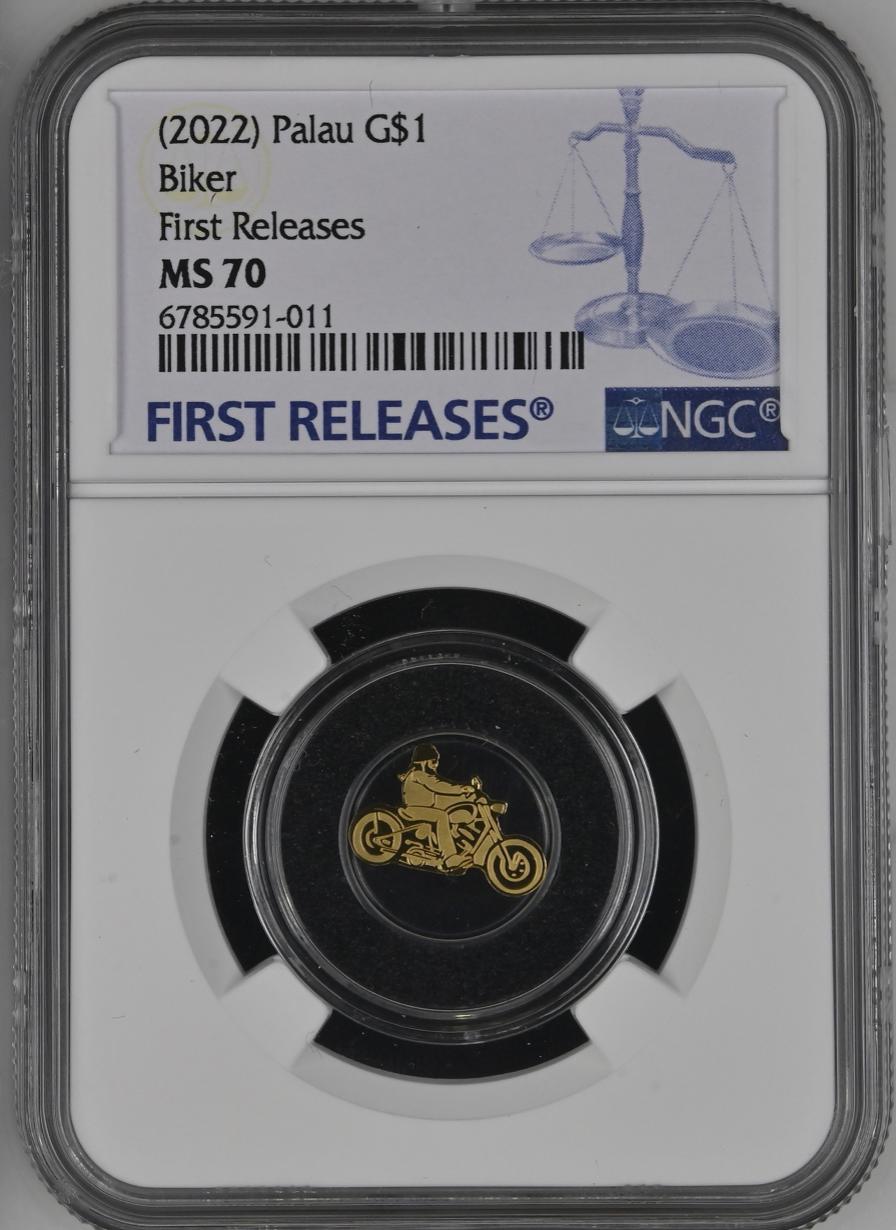 (2022) Palau G$1
Biker
First Releases
MS 70
6785591-011
FIRST RELEASES®
NGC®